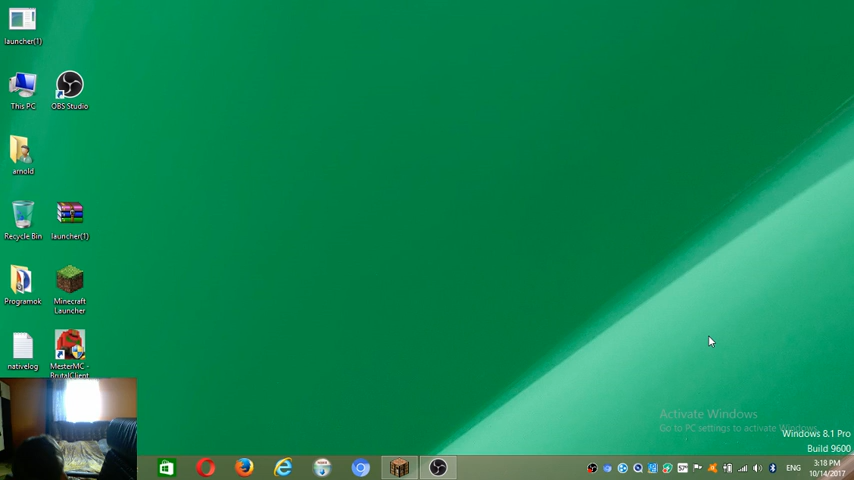 launcher(1)
This PC
OBS Studio
arnold
Recycle Bin
launcher(1)
Programok
Minecraft
Launcher
nativelog
MesterMC -
BrutalClient
Activate Windows
Go to PC settings to activate Windows.
Windows 8.1 Pro
Build 9600
57°
ENG
3:18 PM
10/14/2017